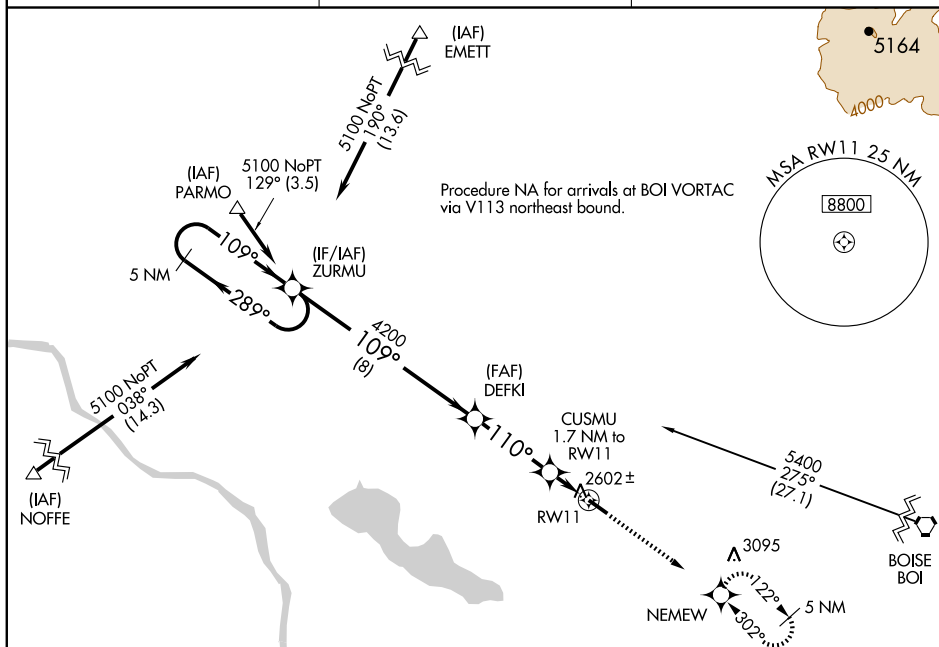 (IAF)
EMETT
5164
4000
5100 NoPT
190°
(13.6)
MSA RW11 25 NM
8800
(IAF)
PARMO
5100 NoPT
129° (3.5)
Procedure NA for arrivals at BOI VORTAC
via V113 northeast bound.
109°
(IF/IAF)
ZURMU
5 NM
289°
4200
109°
(8)
5100 NoPT
038°
(14.3)
(FAF)
DEFKI
110°
CUSMU
1.7 NM to
RW11
2602±
RW11
5400
275°
(27.1)
(IAF)
NOFFE
BOISE
BOI
3095
122°
5 NM
302°
NEMEW